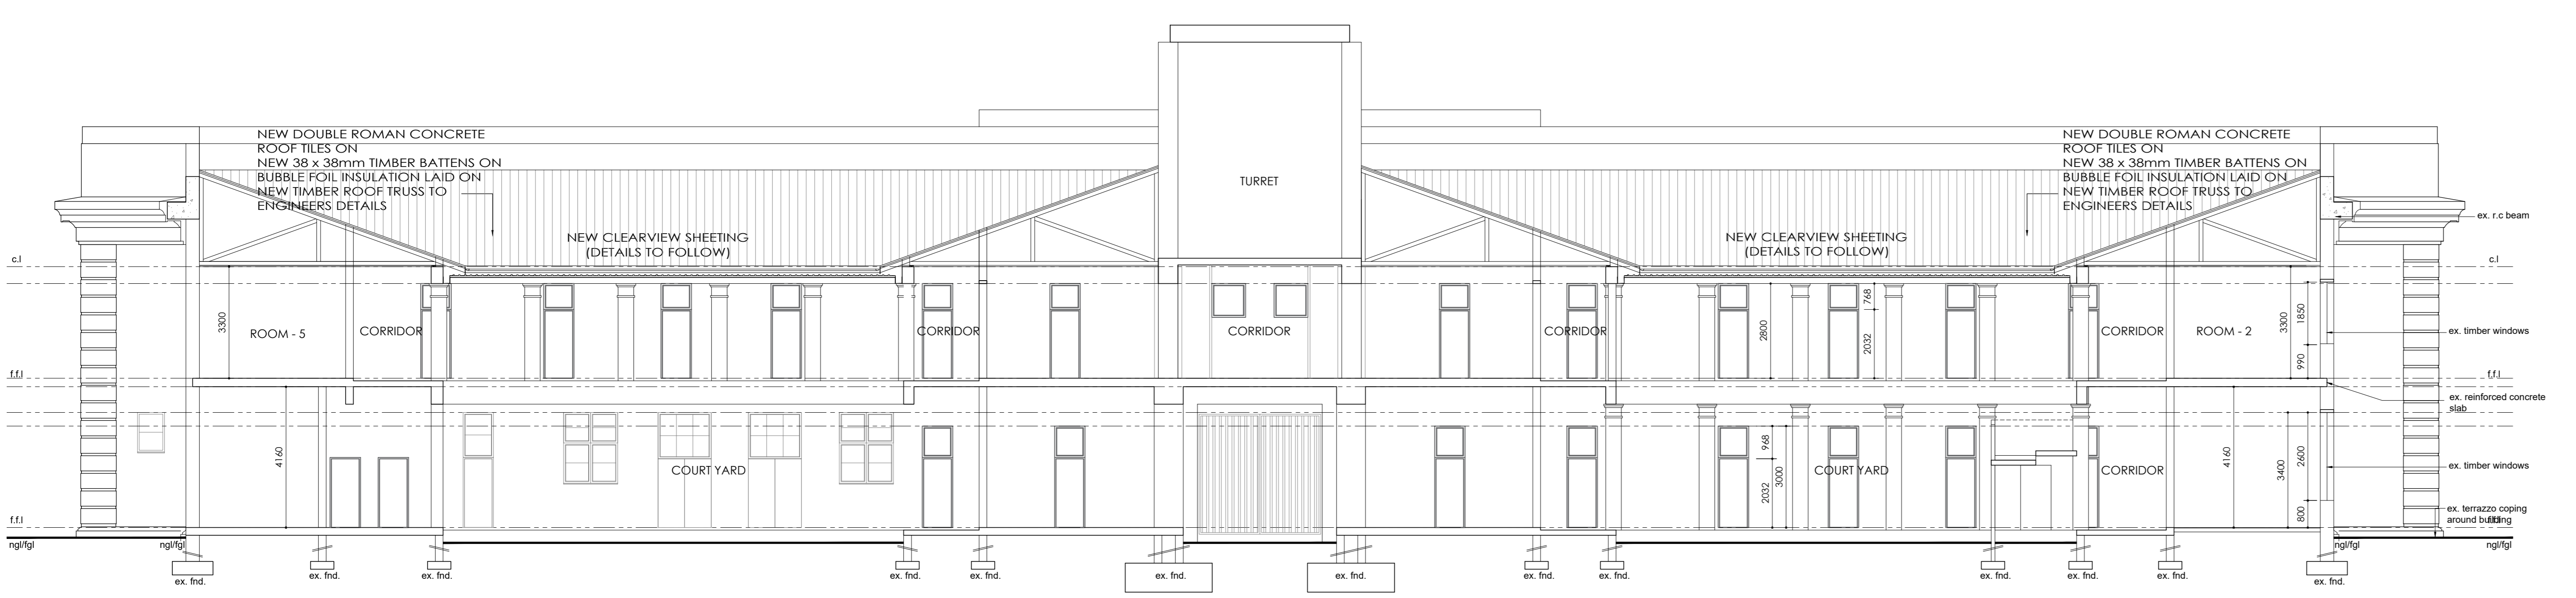 TURRET
NEW DOUBLE ROMAN CONCRETE
ROOF TILES ON
NEW 38 x 38mm TIMBER BATTENS ON
BUBBLE FOIL INSULATION LAID ON
NEW TIMBER ROOF TRUSS TO
ENGINEERS DETAILS
NEW CLEARVIEW SHEETING
(DETAILS TO FOLLOW)
NEW CLEARVIEW SHEETING
(DETAILS TO FOLLOW)
NEW DOUBLE ROMAN CONCRETE
ROOF TILES ON
NEW 38 x 38mm TIMBER BATTENS ON
BUBBLE FOIL INSULATION LAID ON
NEW TIMBER ROOF TRUSS TO
ENGINEERS DETAILS
ex. r.c beam
c.l
c.l
3300
ROOM - 5
CORRIDOR
CORRIDOR
CORRIDOR
CORRIDOR
2800
768
2032
CORRIDOR
ROOM - 2
3300
1850
990
ex. timber windows
f.f.l
f.f.l
ex. reinforced concrete
slab
4160
COURT YARD
968
2032
3000
COURT YARD
CORRIDOR
4160
3400
2600
800
ex. timber windows
ex. terrazzo coping
around building
f.f.l
f.f.l
ngl/fgl
ngl/fgl
ngl/fgl
ngl/fgl
ex. fnd.
ex. fnd.
ex. fnd.
ex. fnd.
ex. fnd.
ex. fnd.
ex. fnd.
ex. fnd.
ex. fnd.
ex. fnd.
ex. fnd.
ex. fnd.
ex. fnd.